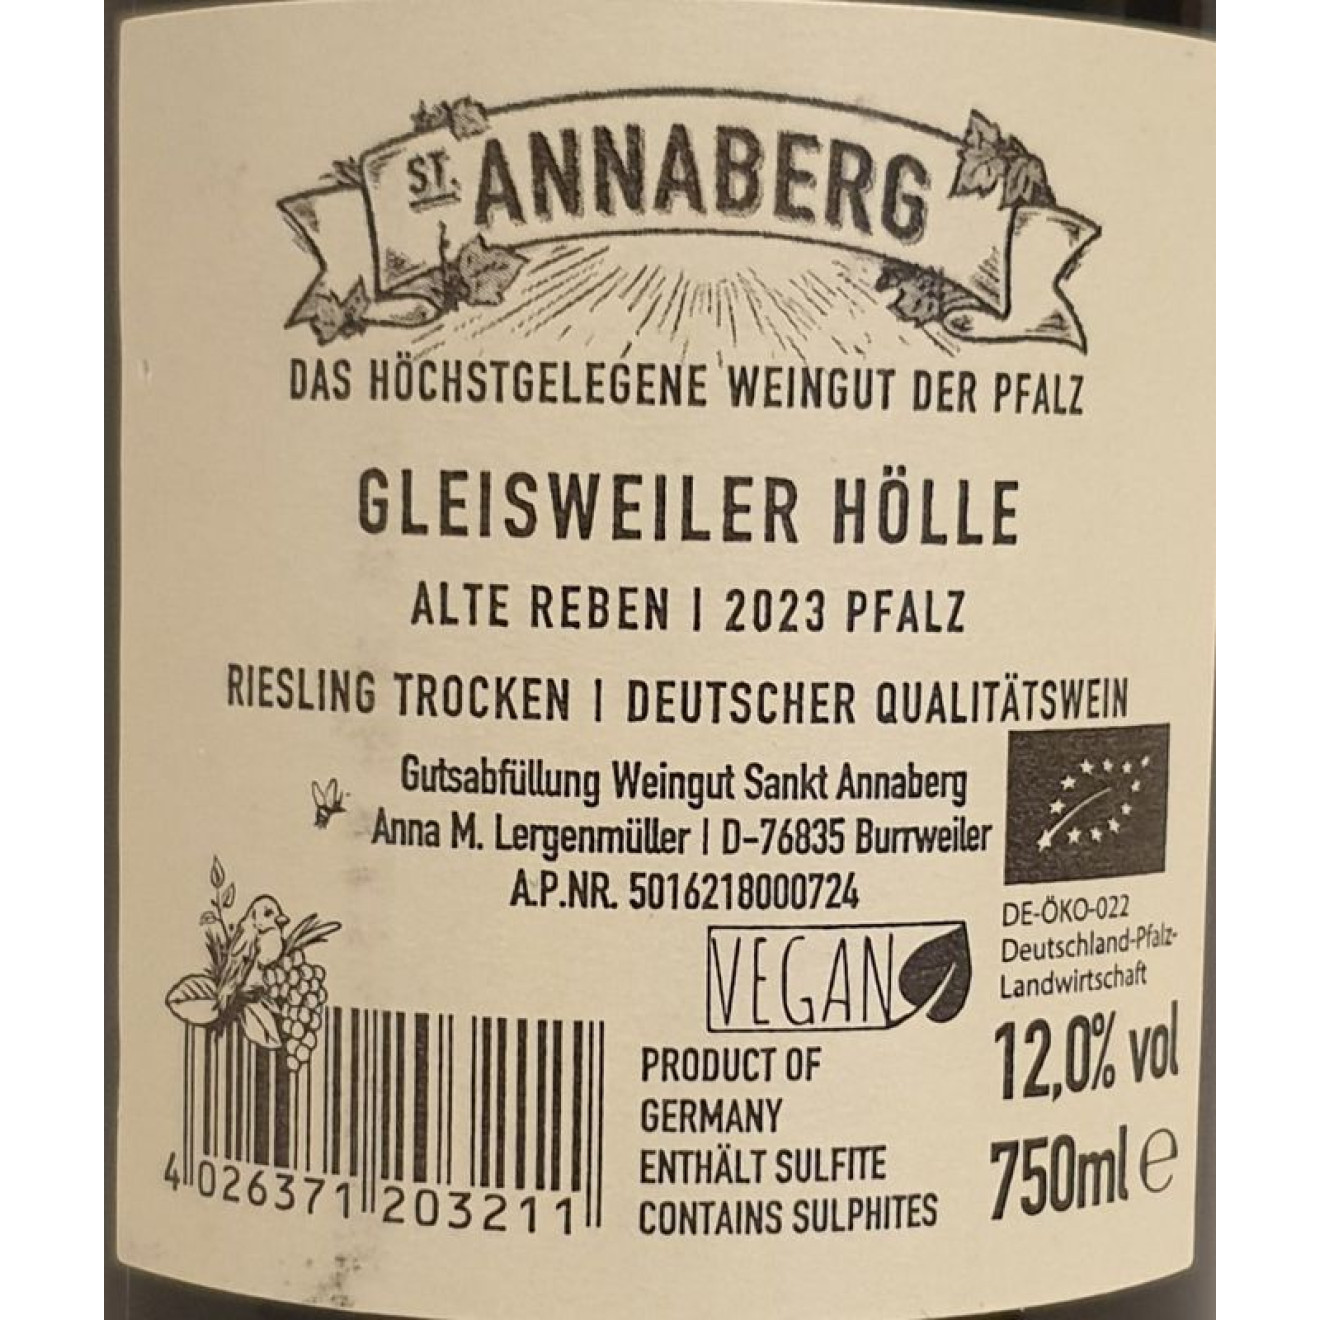 ST. ANNABERG
DAS HÖCHSTGELEGENE WEINGUT DER PFALZ
GLEISWEILER HÖLLE
ALTE REBEN | 2023 PFALZ
RIESLING TROCKEN | DEUTSCHER QUALITÄTSWEIN
Gutsabfüllung Weingut Sankt Annaberg
Anna M. Lergenmüller | D-76835 Burrweiler
A.P.NR. 5016218000724
DE-ÖKO-022
Deutschland-Pfalz-
Landwirtschaft
VEGAN
12,0% vol
750ml e
PRODUCT OF
GERMANY
ENTHÄLT SULFITE
CONTAINS SULPHITES
4 026371 203211